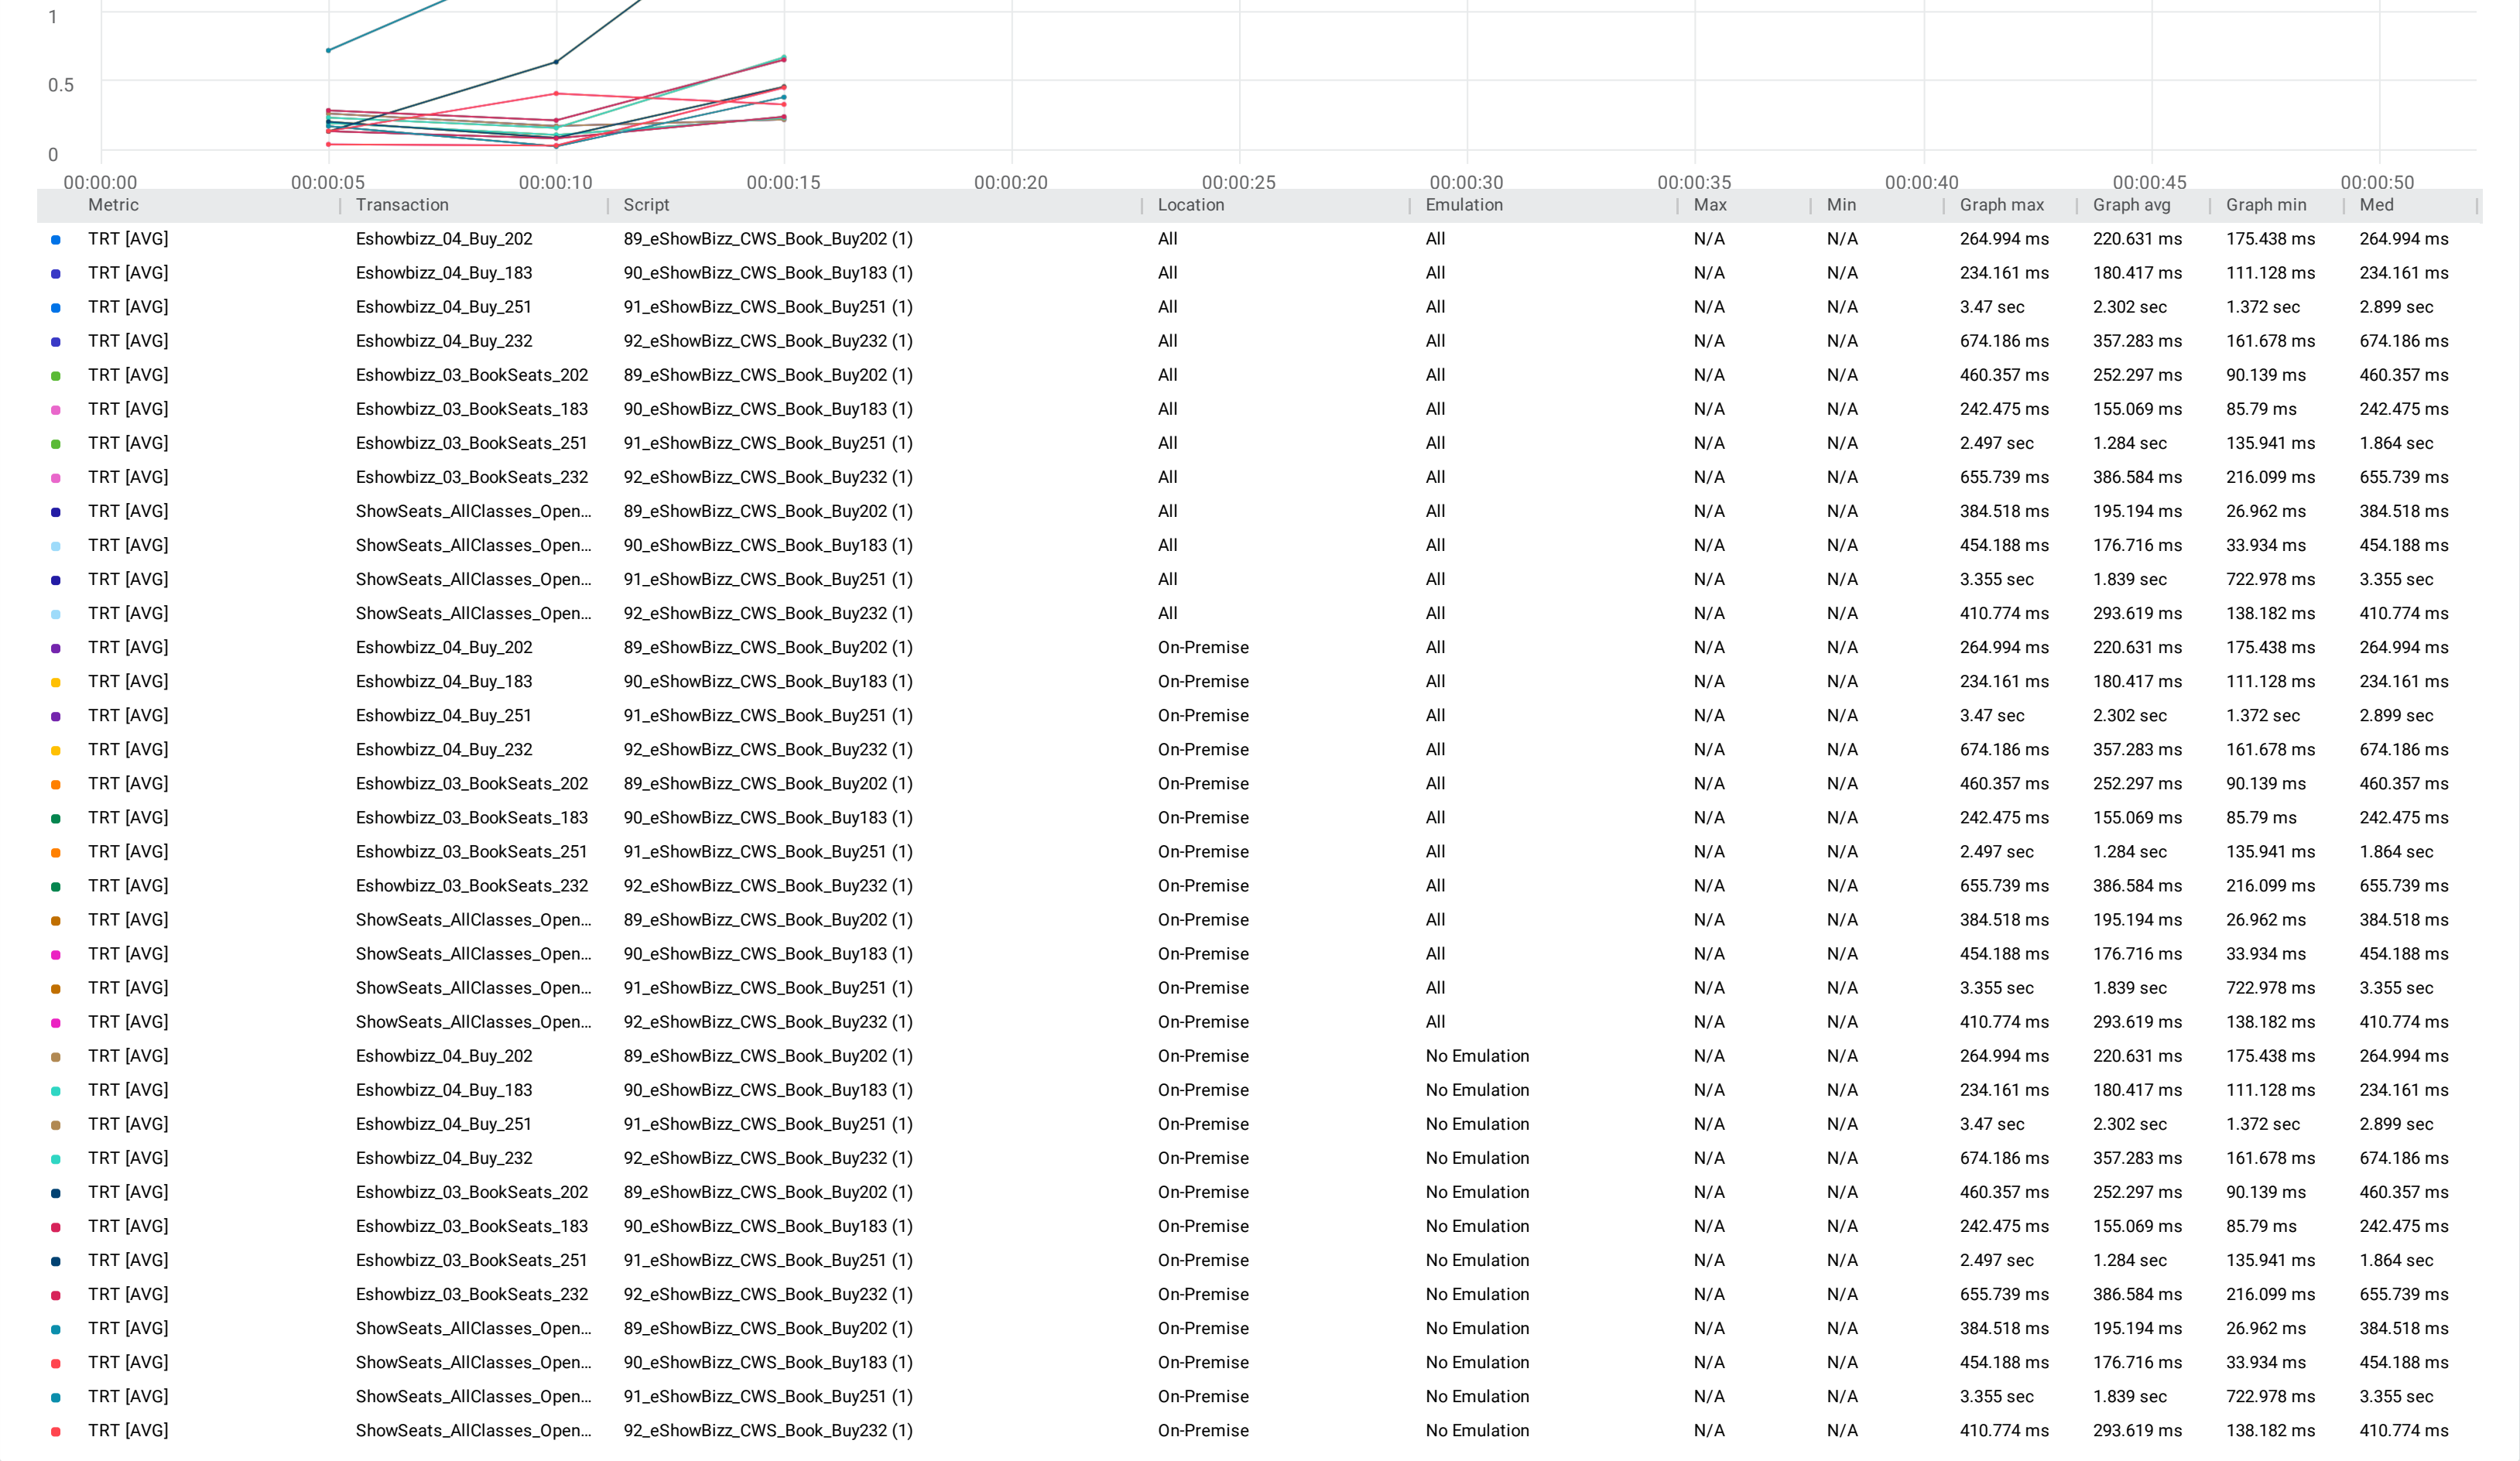 1
0.5
0
00:00:00 00:00:05 00:00:10 00:00:15 00:00:20 00:00:25 00:00:30 00:00:35 00:00:40 00:00:45 00:00:50
Metric Transaction Script Location Emulation Max Min Graph max Graph avg Graph min Med
TRT [AVG] Eshowbizz_04_Buy_202 89_eShowBizz_CWS_Book_Buy202 (1) All All N/A N/A 264.994 ms 220.631 ms 175.438 ms 264.994 ms
TRT [AVG] Eshowbizz_04_Buy_183 90_eShowBizz_CWS_Book_Buy183 (1) All All N/A N/A 234.161 ms 180.417 ms 111.128 ms 234.161 ms
TRT [AVG] Eshowbizz_04_Buy_251 91_eShowBizz_CWS_Book_Buy251 (1) All All N/A N/A 3.47 sec 2.302 sec 1.372 sec 2.899 sec
TRT [AVG] Eshowbizz_04_Buy_232 92_eShowBizz_CWS_Book_Buy232 (1) All All N/A N/A 674.186 ms 357.283 ms 161.678 ms 674.186 ms
TRT [AVG] Eshowbizz_03_BookSeats_202 89_eShowBizz_CWS_Book_Buy202 (1) All All N/A N/A 460.357 ms 252.297 ms 90.139 ms 460.357 ms
TRT [AVG] Eshowbizz_03_BookSeats_183 90_eShowBizz_CWS_Book_Buy183 (1) All All N/A N/A 242.475 ms 155.069 ms 85.79 ms 242.475 ms
TRT [AVG] Eshowbizz_03_BookSeats_251 91_eShowBizz_CWS_Book_Buy251 (1) All All N/A N/A 2.497 sec 1.284 sec 135.941 ms 1.864 sec
TRT [AVG] Eshowbizz_03_BookSeats_232 92_eShowBizz_CWS_Book_Buy232 (1) All All N/A N/A 655.739 ms 386.584 ms 216.099 ms 655.739 ms
TRT [AVG] ShowSeats_AllClasses_Open... 89_eShowBizz_CWS_Book_Buy202 (1) All All N/A N/A 384.518 ms 195.194 ms 26.962 ms 384.518 ms
TRT [AVG] ShowSeats_AllClasses_Open... 90_eShowBizz_CWS_Book_Buy183 (1) All All N/A N/A 454.188 ms 176.716 ms 33.934 ms 454.188 ms
TRT [AVG] ShowSeats_AllClasses_Open... 91_eShowBizz_CWS_Book_Buy251 (1) All All N/A N/A 3.355 sec 1.839 sec 722.978 ms 3.355 sec
TRT [AVG] ShowSeats_AllClasses_Open... 92_eShowBizz_CWS_Book_Buy232 (1) All All N/A N/A 410.774 ms 293.619 ms 138.182 ms 410.774 ms
TRT [AVG] Eshowbizz_04_Buy_202 89_eShowBizz_CWS_Book_Buy202 (1) On-Premise All N/A N/A 264.994 ms 220.631 ms 175.438 ms 264.994 ms
TRT [AVG] Eshowbizz_04_Buy_183 90_eShowBizz_CWS_Book_Buy183 (1) On-Premise All N/A N/A 234.161 ms 180.417 ms 111.128 ms 234.161 ms
TRT [AVG] Eshowbizz_04_Buy_251 91_eShowBizz_CWS_Book_Buy251 (1) On-Premise All N/A N/A 3.47 sec 2.302 sec 1.372 sec 2.899 sec
TRT [AVG] Eshowbizz_04_Buy_232 92_eShowBizz_CWS_Book_Buy232 (1) On-Premise All N/A N/A 674.186 ms 357.283 ms 161.678 ms 674.186 ms
TRT [AVG] Eshowbizz_03_BookSeats_202 89_eShowBizz_CWS_Book_Buy202 (1) On-Premise All N/A N/A 460.357 ms 252.297 ms 90.139 ms 460.357 ms
TRT [AVG] Eshowbizz_03_BookSeats_183 90_eShowBizz_CWS_Book_Buy183 (1) On-Premise All N/A N/A 242.475 ms 155.069 ms 85.79 ms 242.475 ms
TRT [AVG] Eshowbizz_03_BookSeats_251 91_eShowBizz_CWS_Book_Buy251 (1) On-Premise All N/A N/A 2.497 sec 1.284 sec 135.941 ms 1.864 sec
TRT [AVG] Eshowbizz_03_BookSeats_232 92_eShowBizz_CWS_Book_Buy232 (1) On-Premise All N/A N/A 655.739 ms 386.584 ms 216.099 ms 655.739 ms
TRT [AVG] ShowSeats_AllClasses_Open... 89_eShowBizz_CWS_Book_Buy202 (1) On-Premise All N/A N/A 384.518 ms 195.194 ms 26.962 ms 384.518 ms
TRT [AVG] ShowSeats_AllClasses_Open... 90_eShowBizz_CWS_Book_Buy183 (1) On-Premise All N/A N/A 454.188 ms 176.716 ms 33.934 ms 454.188 ms
TRT [AVG] ShowSeats_AllClasses_Open... 91_eShowBizz_CWS_Book_Buy251 (1) On-Premise All N/A N/A 3.355 sec 1.839 sec 722.978 ms 3.355 sec
TRT [AVG] ShowSeats_AllClasses_Open... 92_eShowBizz_CWS_Book_Buy232 (1) On-Premise All N/A N/A 410.774 ms 293.619 ms 138.182 ms 410.774 ms
TRT [AVG] Eshowbizz_04_Buy_202 89_eShowBizz_CWS_Book_Buy202 (1) On-Premise No Emulation N/A N/A 264.994 ms 220.631 ms 175.438 ms 264.994 ms
TRT [AVG] Eshowbizz_04_Buy_183 90_eShowBizz_CWS_Book_Buy183 (1) On-Premise No Emulation N/A N/A 234.161 ms 180.417 ms 111.128 ms 234.161 ms
TRT [AVG] Eshowbizz_04_Buy_251 91_eShowBizz_CWS_Book_Buy251 (1) On-Premise No Emulation N/A N/A 3.47 sec 2.302 sec 1.372 sec 2.899 sec
TRT [AVG] Eshowbizz_04_Buy_232 92_eShowBizz_CWS_Book_Buy232 (1) On-Premise No Emulation N/A N/A 674.186 ms 357.283 ms 161.678 ms 674.186 ms
TRT [AVG] Eshowbizz_03_BookSeats_202 89_eShowBizz_CWS_Book_Buy202 (1) On-Premise No Emulation N/A N/A 460.357 ms 252.297 ms 90.139 ms 460.357 ms
TRT [AVG] Eshowbizz_03_BookSeats_183 90_eShowBizz_CWS_Book_Buy183 (1) On-Premise No Emulation N/A N/A 242.475 ms 155.069 ms 85.79 ms 242.475 ms
TRT [AVG] Eshowbizz_03_BookSeats_251 91_eShowBizz_CWS_Book_Buy251 (1) On-Premise No Emulation N/A N/A 2.497 sec 1.284 sec 135.941 ms 1.864 sec
TRT [AVG] Eshowbizz_03_BookSeats_232 92_eShowBizz_CWS_Book_Buy232 (1) On-Premise No Emulation N/A N/A 655.739 ms 386.584 ms 216.099 ms 655.739 ms
TRT [AVG] ShowSeats_AllClasses_Open... 89_eShowBizz_CWS_Book_Buy202 (1) On-Premise No Emulation N/A N/A 384.518 ms 195.194 ms 26.962 ms 384.518 ms
TRT [AVG] ShowSeats_AllClasses_Open... 90_eShowBizz_CWS_Book_Buy183 (1) On-Premise No Emulation N/A N/A 454.188 ms 176.716 ms 33.934 ms 454.188 ms
TRT [AVG] ShowSeats_AllClasses_Open... 91_eShowBizz_CWS_Book_Buy251 (1) On-Premise No Emulation N/A N/A 3.355 sec 1.839 sec 722.978 ms 3.355 sec
TRT [AVG] ShowSeats_AllClasses_Open... 92_eShowBizz_CWS_Book_Buy232 (1) On-Premise No Emulation N/A N/A 410.774 ms 293.619 ms 138.182 ms 410.774 ms